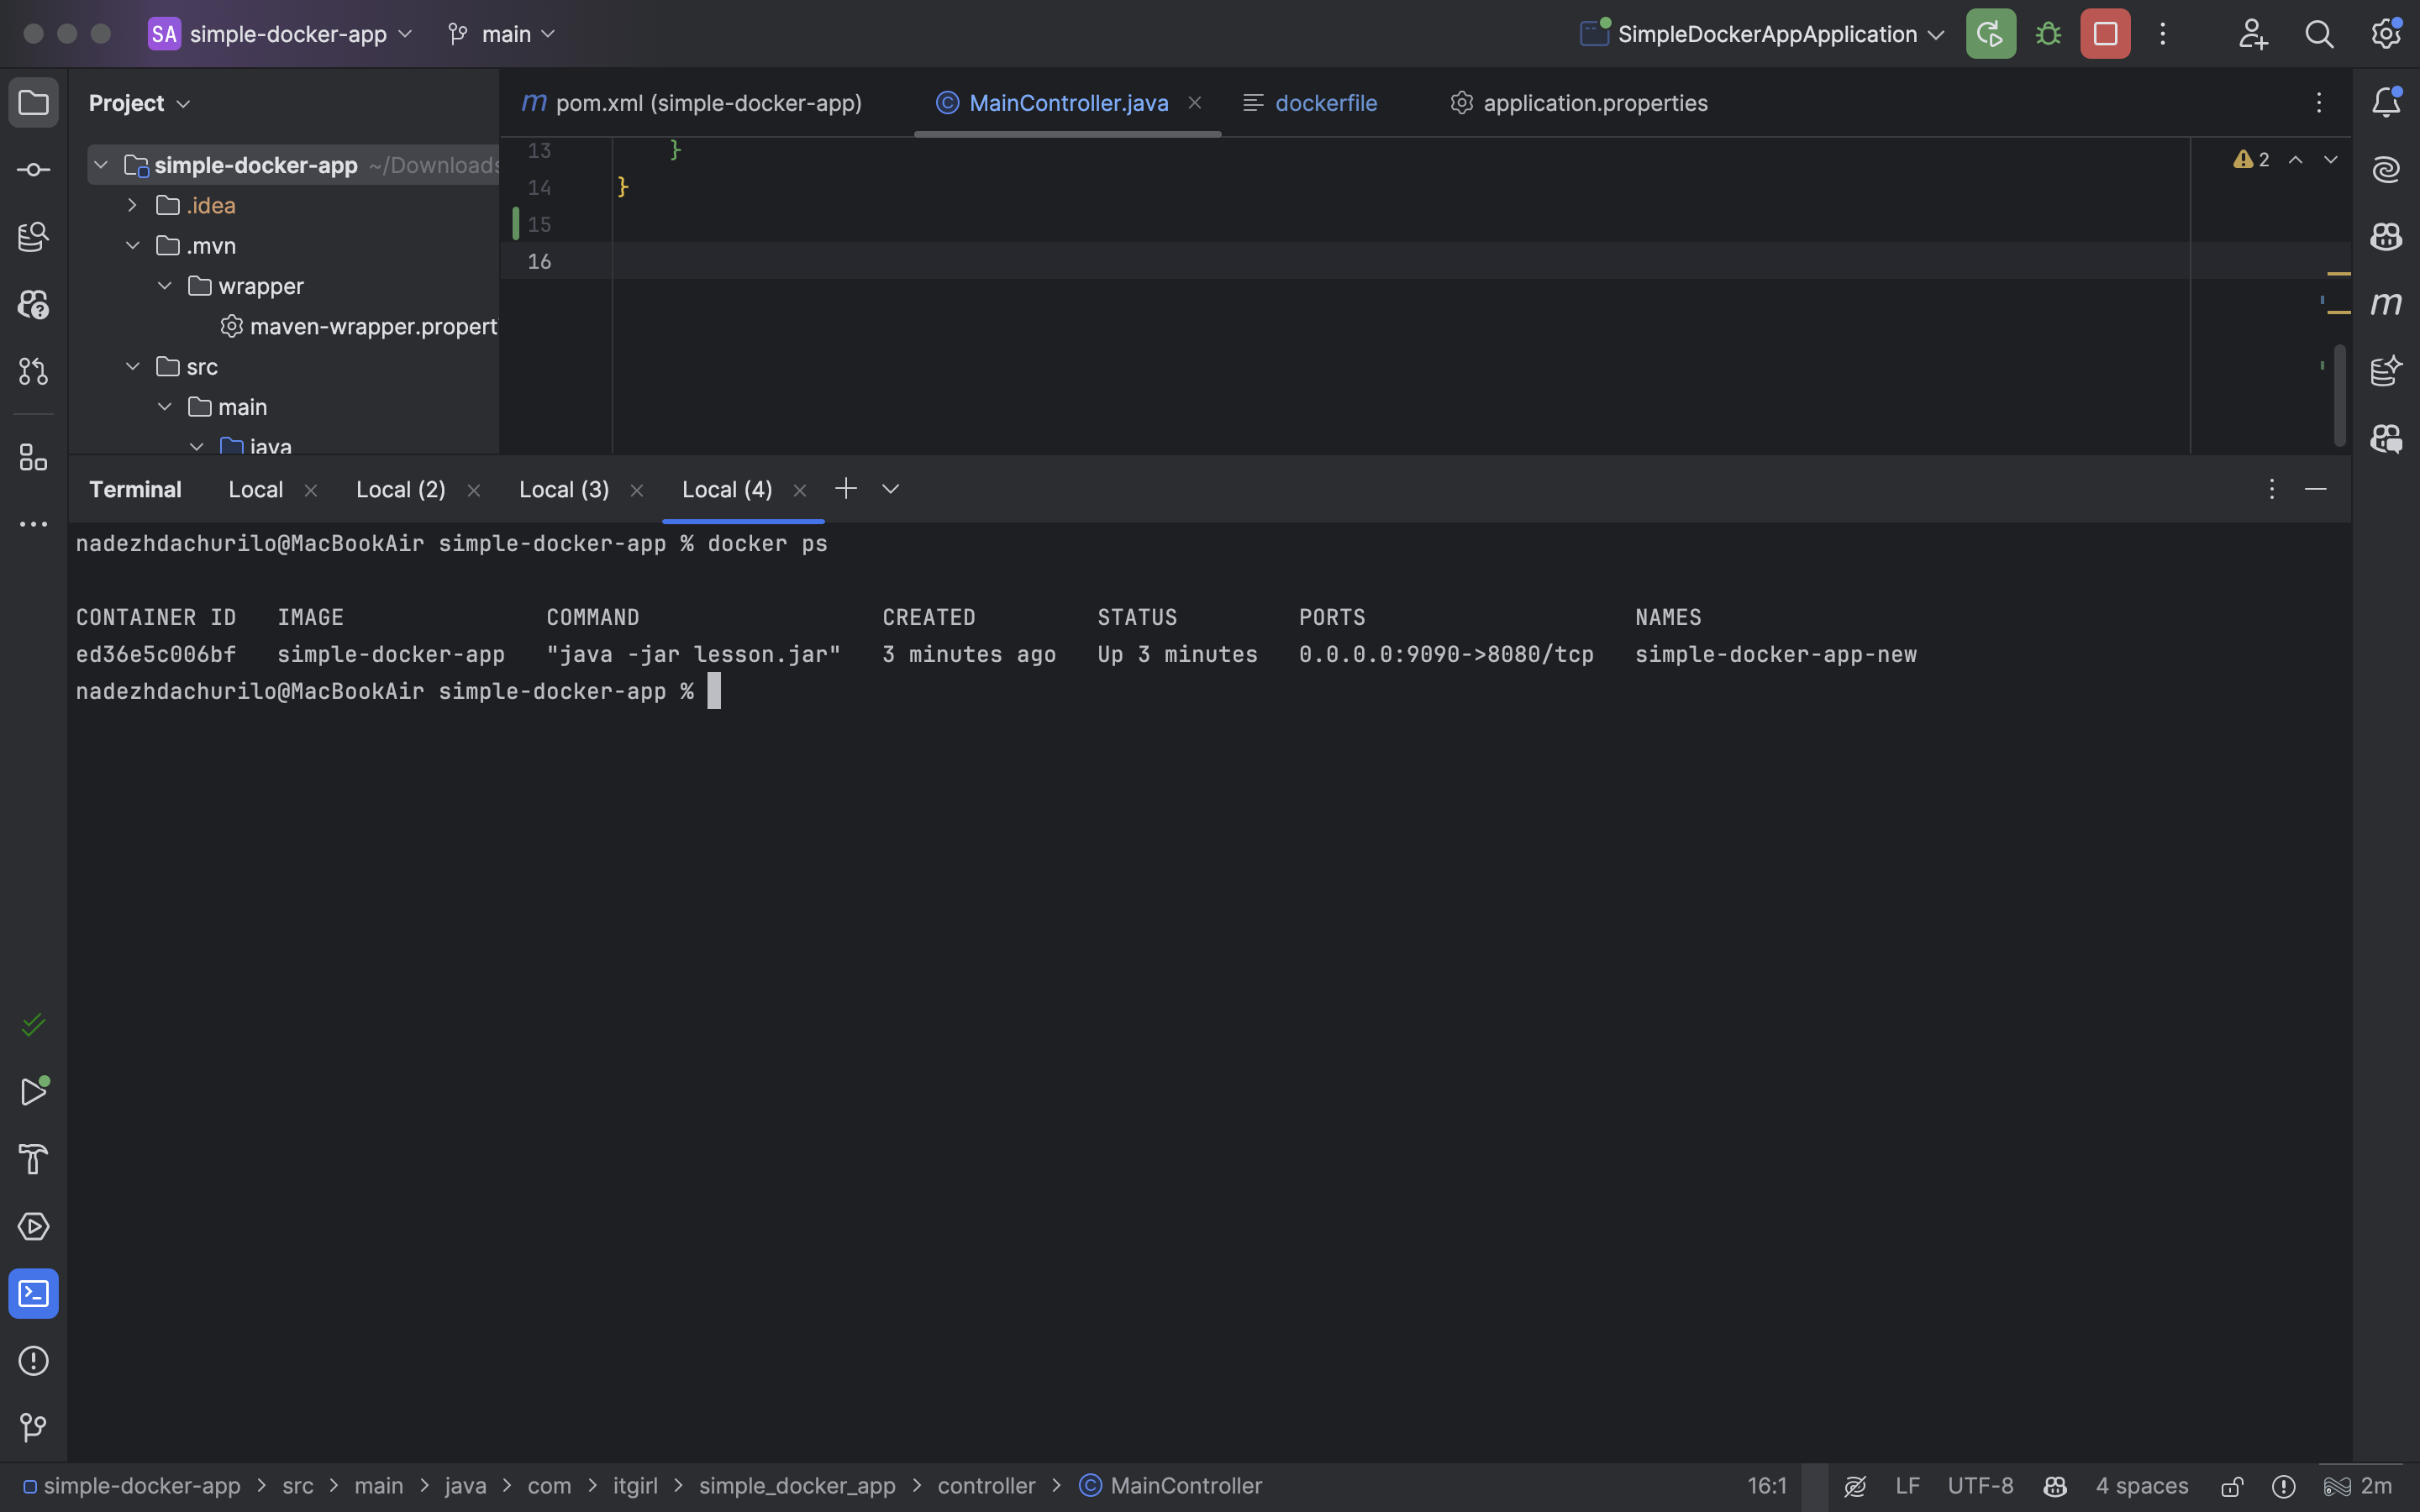 SA simple-docker-app main SimpleDockerAppApplication
Project
pom.xml (simple-docker-app) MainController.java dockerfile application.properties
simple-docker-app ~/Downloads
.idea
.mvn
wrapper
maven-wrapper.propert
src
main
java
13 }
14 }
15
16
2
Terminal Local Local (2) Local (3) Local (4)
nadezhdachurilo@MacBookAir simple-docker-app % docker ps
CONTAINER ID IMAGE COMMAND CREATED STATUS PORTS NAMES
ed36e5c006bf simple-docker-app "java -jar lesson.jar" 3 minutes ago Up 3 minutes 0.0.0.0:9090->8080/tcp simple-docker-app-new
nadezhdachurilo@MacBookAir simple-docker-app %
simple-docker-app > src > main > java > com > itgirl > simple_docker_app > controller > MainController 16:1 LF UTF-8 4 spaces 2m